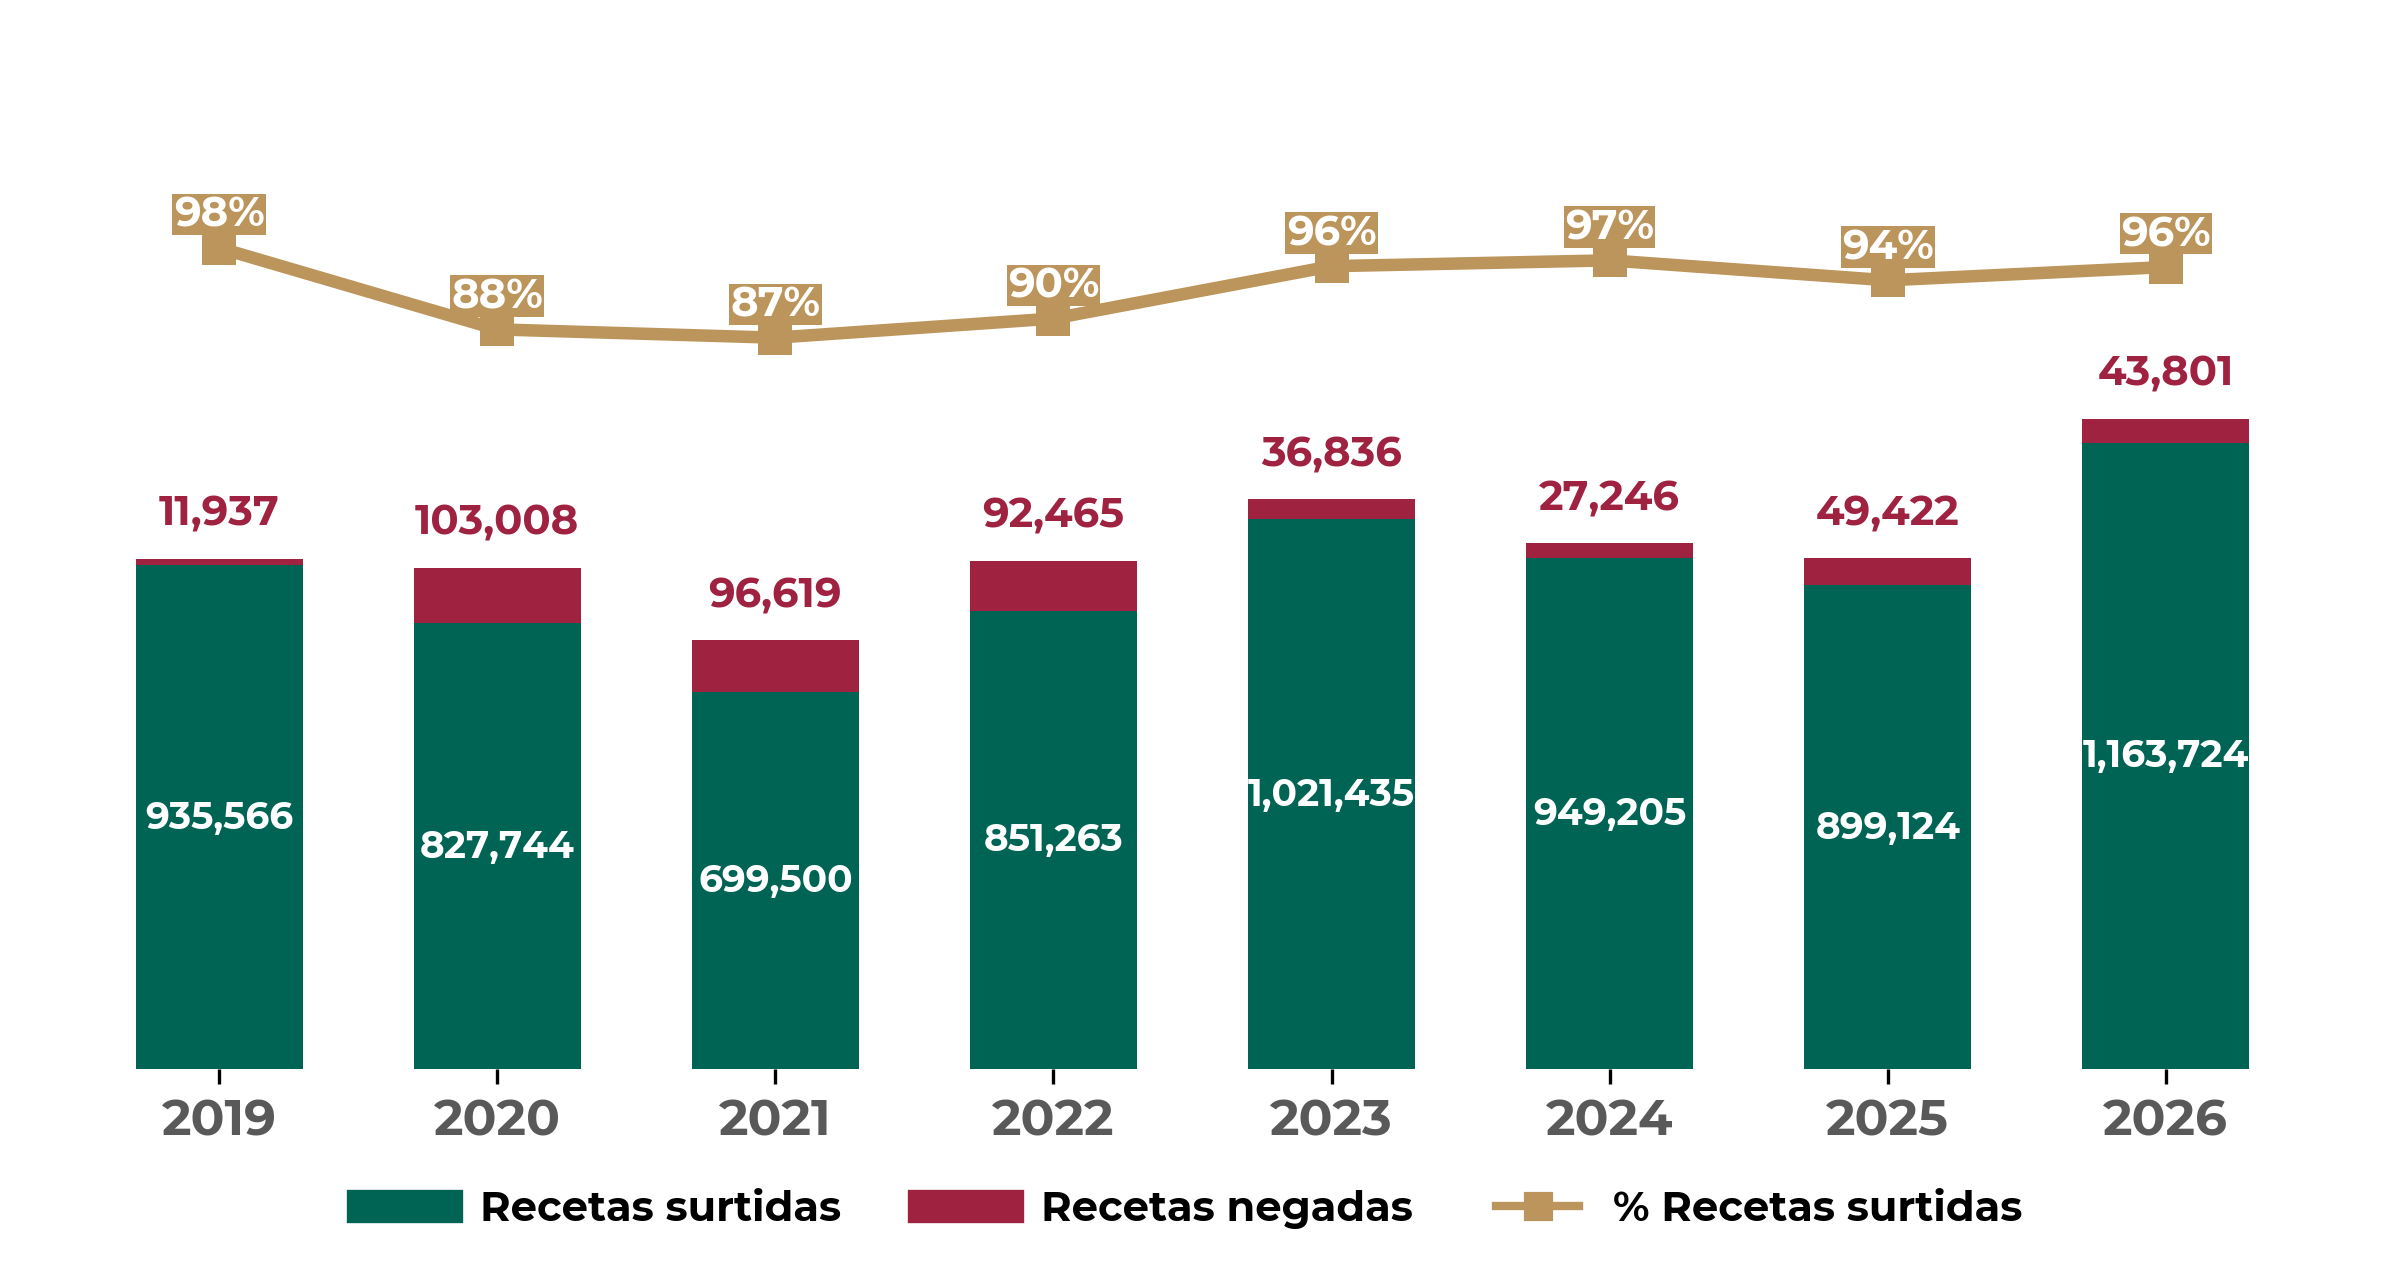 98% 88% 87% 90% 96% 97% 94% 96%
11,937 103,008 96,619 92,465 36,836 27,246 49,422 43,801
935,566 827,744 699,500 851,263 1,021,435 949,205 899,124 1,163,724
2019 2020 2021 2022 2023 2024 2025 2026
Recetas surtidas Recetas negadas % Recetas surtidas